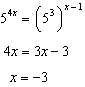 5^{4x} = (5^3)^{x-1}
4x = 3x - 3
x = -3